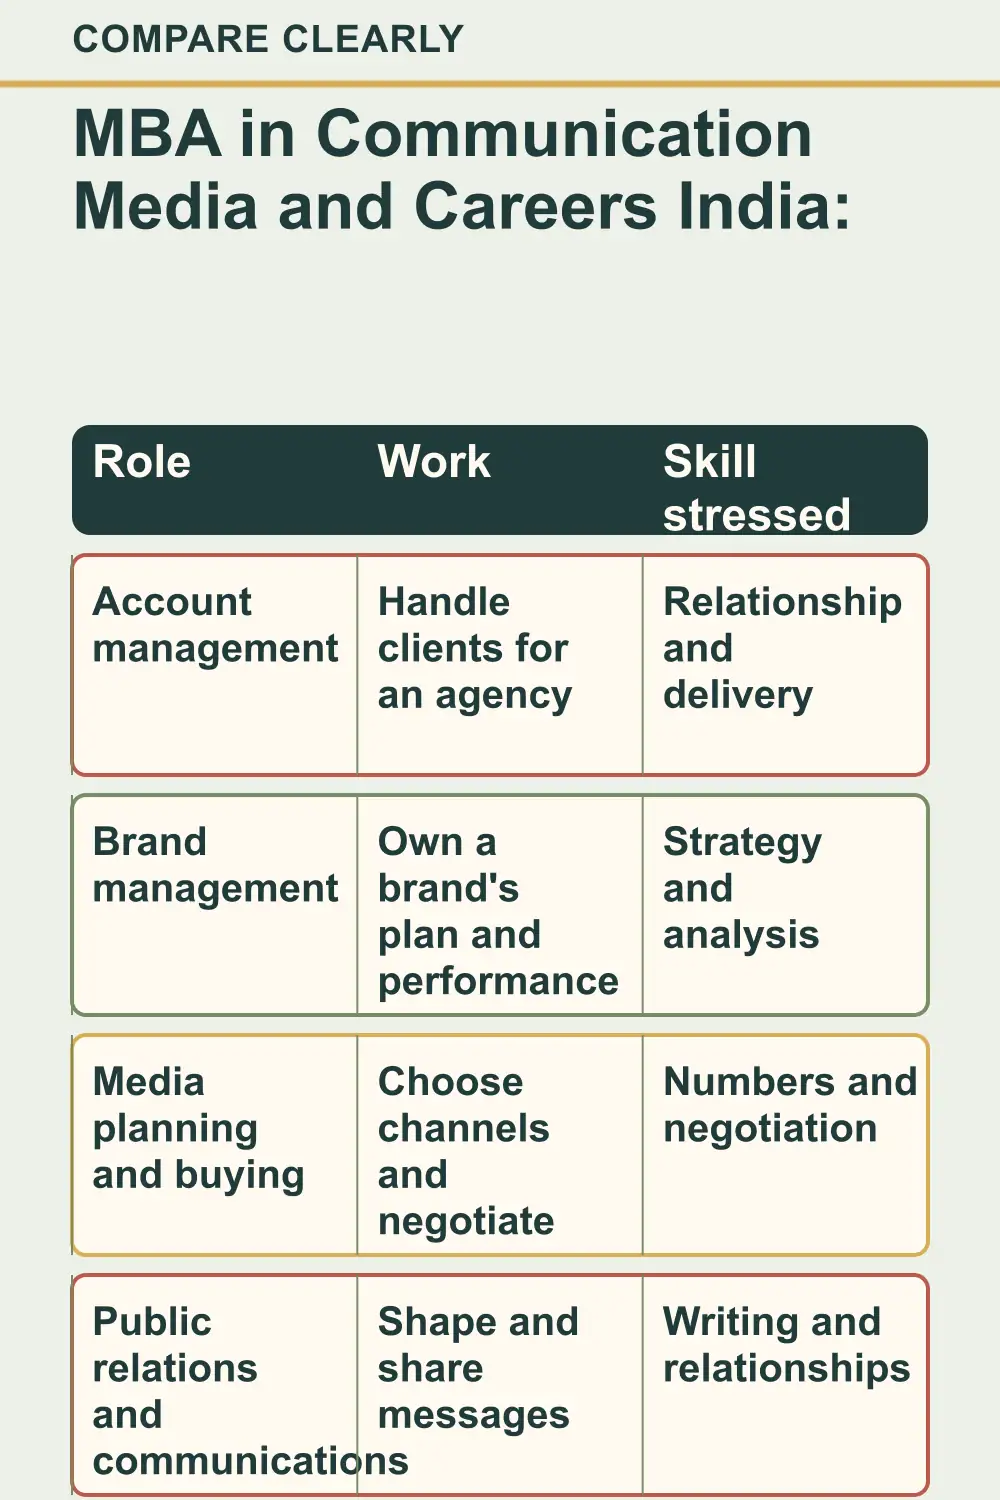 COMPARE CLEARLY
MBA in Communication
Media and Careers India:
Role
Work
Skill
stressed
Account
management
Handle
clients for
an agency
Relationship
and
delivery
Brand
management
Own a
brand's
plan and
performance
Strategy
and
analysis
Media
planning
and buying
Choose
channels
and
negotiate
Numbers and
negotiation
Public
relations
and
communications
Shape and
share
messages
Writing and
relationships